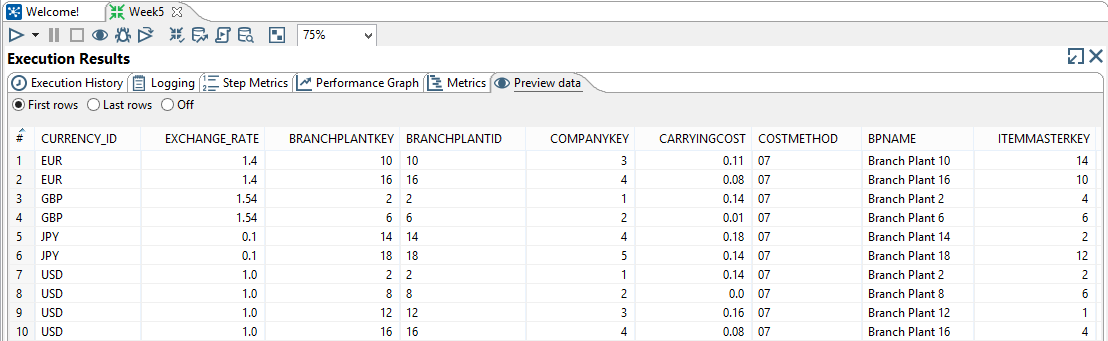 Welcome! Week5
75%
Execution Results
Execution History Logging Step Metrics Performance Graph Metrics Preview data
First rows Last rows Off
# CURRENCY_ID EXCHANGE_RATE BRANCHPLANTKEY BRANCHPLANTID COMPANYKEY CARRYINGCOST COSTMETHOD BPNAME ITEMMASTERKEY
1 EUR 1.4 10 10 3 0.11 07 Branch Plant 10 14
2 EUR 1.4 16 16 4 0.08 07 Branch Plant 16 10
3 GBP 1.54 2 2 1 0.14 07 Branch Plant 2 4
4 GBP 1.54 6 6 2 0.01 07 Branch Plant 6 6
5 JPY 0.1 14 14 4 0.18 07 Branch Plant 14 2
6 JPY 0.1 18 18 5 0.14 07 Branch Plant 18 12
7 USD 1.0 2 2 1 0.14 07 Branch Plant 2 2
8 USD 1.0 8 8 2 0.0 07 Branch Plant 8 6
9 USD 1.0 12 12 3 0.16 07 Branch Plant 12 1
10 USD 1.0 16 16 4 0.08 07 Branch Plant 16 4